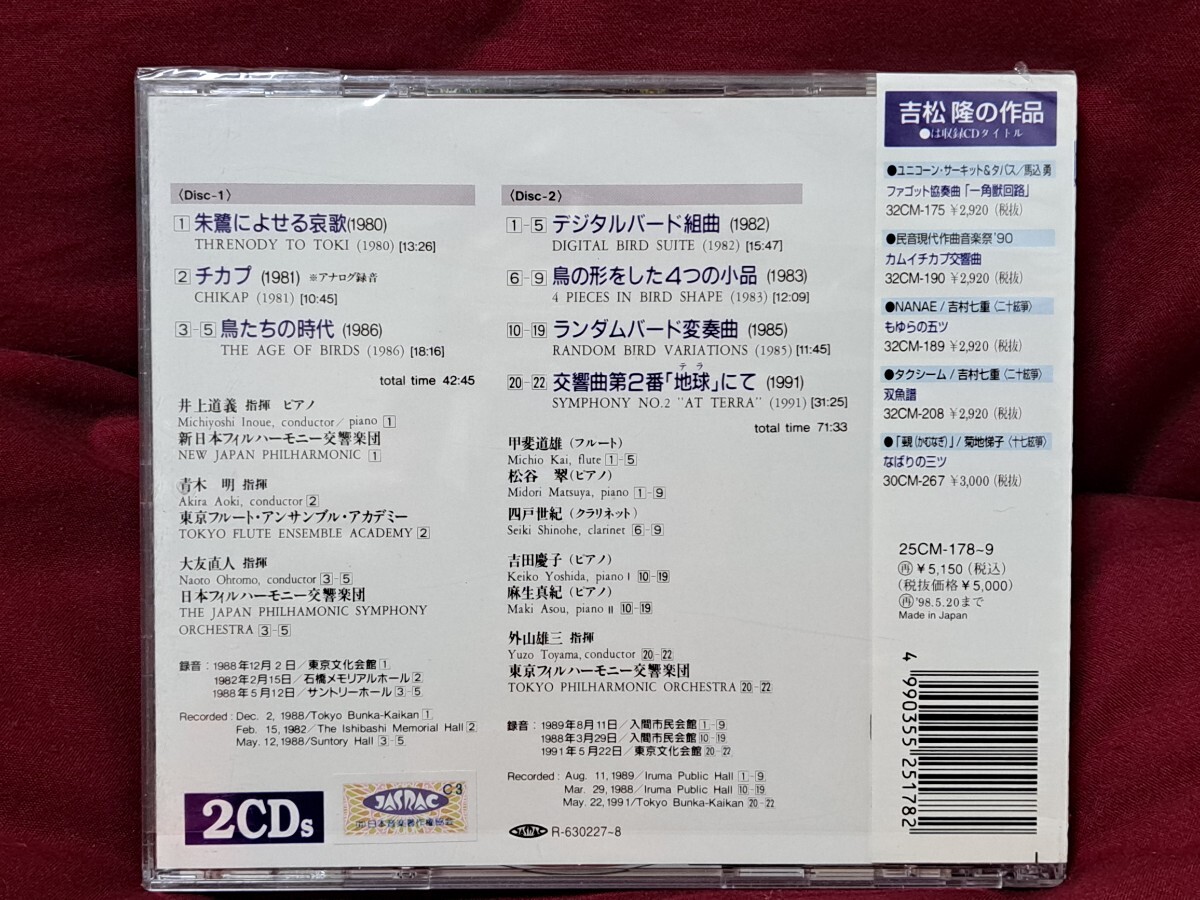 〈Disc-1〉
1 朱鷺によせる哀歌(1980)
THRENODY TO TOKI (1980) [13:26]
2 チカプ (1981) ※アナログ録音
CHIKAP (1981) [10:45]
3-5 鳥たちの時代 (1986)
THE AGE OF BIRDS (1986) [18:16]
total time 42:45
井上道義 指揮 ピアノ
Michiyoshi Inoue, conductor/piano 1
新日本フィルハーモニー交響楽団
NEW JAPAN PHILHARMONIC 1
青木 明 指揮
Akira Aoki, conductor 2
東京フルート・アンサンブル・アカデミー
TOKYO FLUTE ENSEMBLE ACADEMY 2
大友直人 指揮
Naoto Ohtomo, conductor 3-5
日本フィルハーモニー交響楽団
THE JAPAN PHILHAMONIC SYMPHONY
ORCHESTRA 3-5
録音：1988年12月2日／東京文化会館 1
1982年2月15日／石橋メモリアルホール 2
1988年5月12日／サントリーホール 3-5
Recorded : Dec. 2, 1988/Tokyo Bunka-Kaikan 1
Feb. 15, 1982/The Ishibashi Memorial Hall 2
May. 12, 1988/Suntory Hall 3-5
2CDs
C3
JASRAC
日本音楽著作権協会
〈Disc-2〉
1-5 デジタルバード組曲 (1982)
DIGITAL BIRD SUITE (1982) [15:47]
6-9 鳥の形をした4つの小品 (1983)
4 PIECES IN BIRD SHAPE (1983) [12:09]
10-19 ランダムバード変奏曲 (1985)
RANDOM BIRD VARIATIONS (1985) [11:45]
テラ
20-22 交響曲第2番「地球」にて (1991)
SYMPHONY NO.2 "AT TERRA" (1991) [31:25]
total time 71:33
甲斐道雄 (フルート)
Michio Kai, flute 1-5
松谷 翠 (ピアノ)
Midori Matsuya, piano 1-9
四戸世紀 (クラリネット)
Seiki Shinohe, clarinet 6-9
吉田慶子 (ピアノ)
Keiko Yoshida, piano I 10-19
麻生真紀 (ピアノ)
Maki Asou, piano II 10-19
外山雄三 指揮
Yuzo Toyama, conductor 20-22
東京フィルハーモニー交響楽団
TOKYO PHILHARMONIC ORCHESTRA 20-22
録音：1989年8月11日／入間市民会館 1-9
1988年3月29日／入間市民会館 10-19
1991年5月22日／東京文化会館 20-22
Recorded : Aug. 11, 1989/Iruma Public Hall 1-9
Mar. 29, 1988/Iruma Public Hall 10-19
May. 22, 1991/Tokyo Bunka-Kaikan 20-22
JASRAC R-630227~8
吉松 隆の作品
●は収録CDタイトル
●ユニコーン・サーキット&タパス/馬込 勇
ファゴット協奏曲「一角獣回路」
32CM-175 ¥2,920 (税抜)
●民音現代作曲音楽祭'90
カムイチカプ交響曲
32CM-190 ¥2,920 (税抜)
●NANAE / 吉村七重〈二十絃箏〉
もゆらの五ツ
32CM-189 ¥2,920 (税抜)
●タクシーム / 吉村七重〈二十絃箏〉
双魚譜
32CM-208 ¥2,920 (税抜)
●「覡（かむなぎ）」/ 菊地悌子〈十七絃箏〉
なばりの三ツ
30CM-267 ¥3,000 (税抜)
25CM-178~9
再 ¥5,150 (税込)
(税抜価格¥5,000)
再 '98.5.20まで
Made in Japan
4 990355 251782